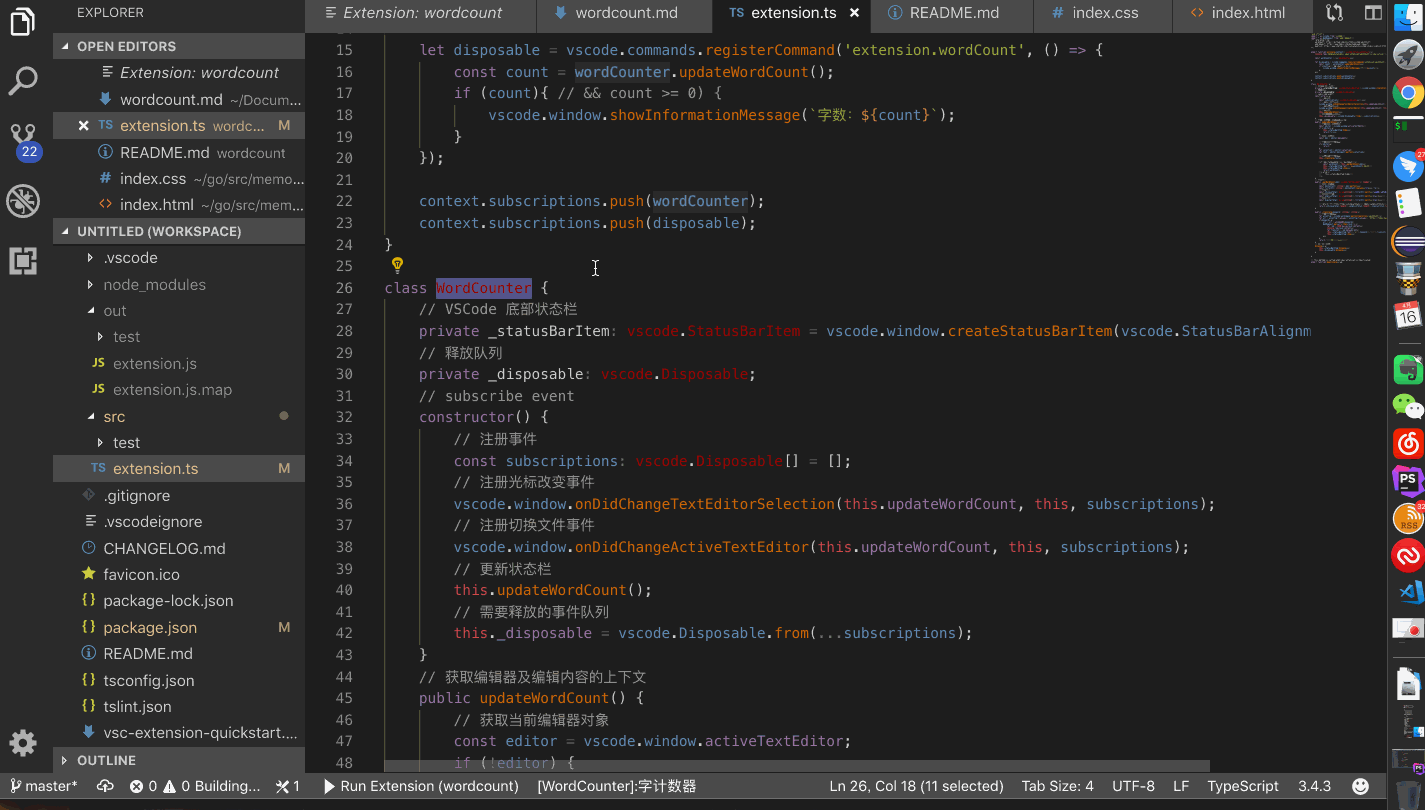 EXPLORER
OPEN EDITORS
Extension: wordcount
wordcount.md ~/Docum...
extension.ts wordc... M
README.md wordcount
index.css ~/go/src/memo...
index.html ~/go/src/mem...
22
UNTITLED (WORKSPACE)
.vscode
node_modules
out
test
JS extension.js
JS extension.js.map
src
test
TS extension.ts M
.gitignore
.vscodeignore
CHANGELOG.md
favicon.ico
package-lock.json
package.json M
README.md
tsconfig.json
tslint.json
vsc-extension-quickstart....
OUTLINE
Extension: wordcount
wordcount.md
TS extension.ts
README.md
# index.css
<> index.html
15 let disposable = vscode.commands.registerCommand('extension.wordCount', () => {
16 const count = wordCounter.updateWordCount();
17 if (count){ // && count >= 0) {
18 vscode.window.showInformationMessage(`字数: ${count}`);
19 }
20 });
21
22 context.subscriptions.push(wordCounter);
23 context.subscriptions.push(disposable);
24 }
25
26 class WordCounter {
27 // VSCode 底部状态栏
28 private _statusBarItem: vscode.StatusBarItem = vscode.window.createStatusBarItem(vscode.StatusBarAlignm
29 // 释放队列
30 private _disposable: vscode.Disposable;
31 // subscribe event
32 constructor() {
33 // 注册事件
34 const subscriptions: vscode.Disposable[] = [];
35 // 注册光标改变事件
36 vscode.window.onDidChangeTextEditorSelection(this.updateWordCount, this, subscriptions);
37 // 注册切换文件事件
38 vscode.window.onDidChangeActiveTextEditor(this.updateWordCount, this, subscriptions);
39 // 更新状态栏
40 this.updateWordCount();
41 // 需要释放的事件队列
42 this._disposable = vscode.Disposable.from(...subscriptions);
43 }
44 // 获取编辑器及编辑内容的上下文
45 public updateWordCount() {
46 // 获取当前编辑器对象
47 const editor = vscode.window.activeTextEditor;
48 if (!editor) {
master* 0 0 Building... 1 Run Extension (wordcount) [WordCounter]:字计数器 Ln 26, Col 18 (11 selected) Tab Size: 4 UTF-8 LF TypeScript 3.4.3
27
4月
16
PS
32
RSS